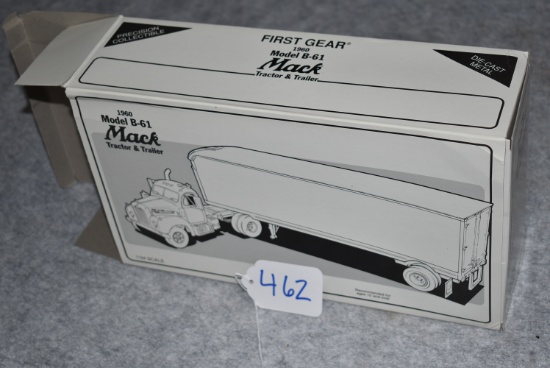 PRECISION
COLLECTIBLE
FIRST GEAR®
1960
Model B-61
Mack
Tractor & Trailer
DIE-CAST
METAL
1960
Model B-61
Mack
Tractor & Trailer
462